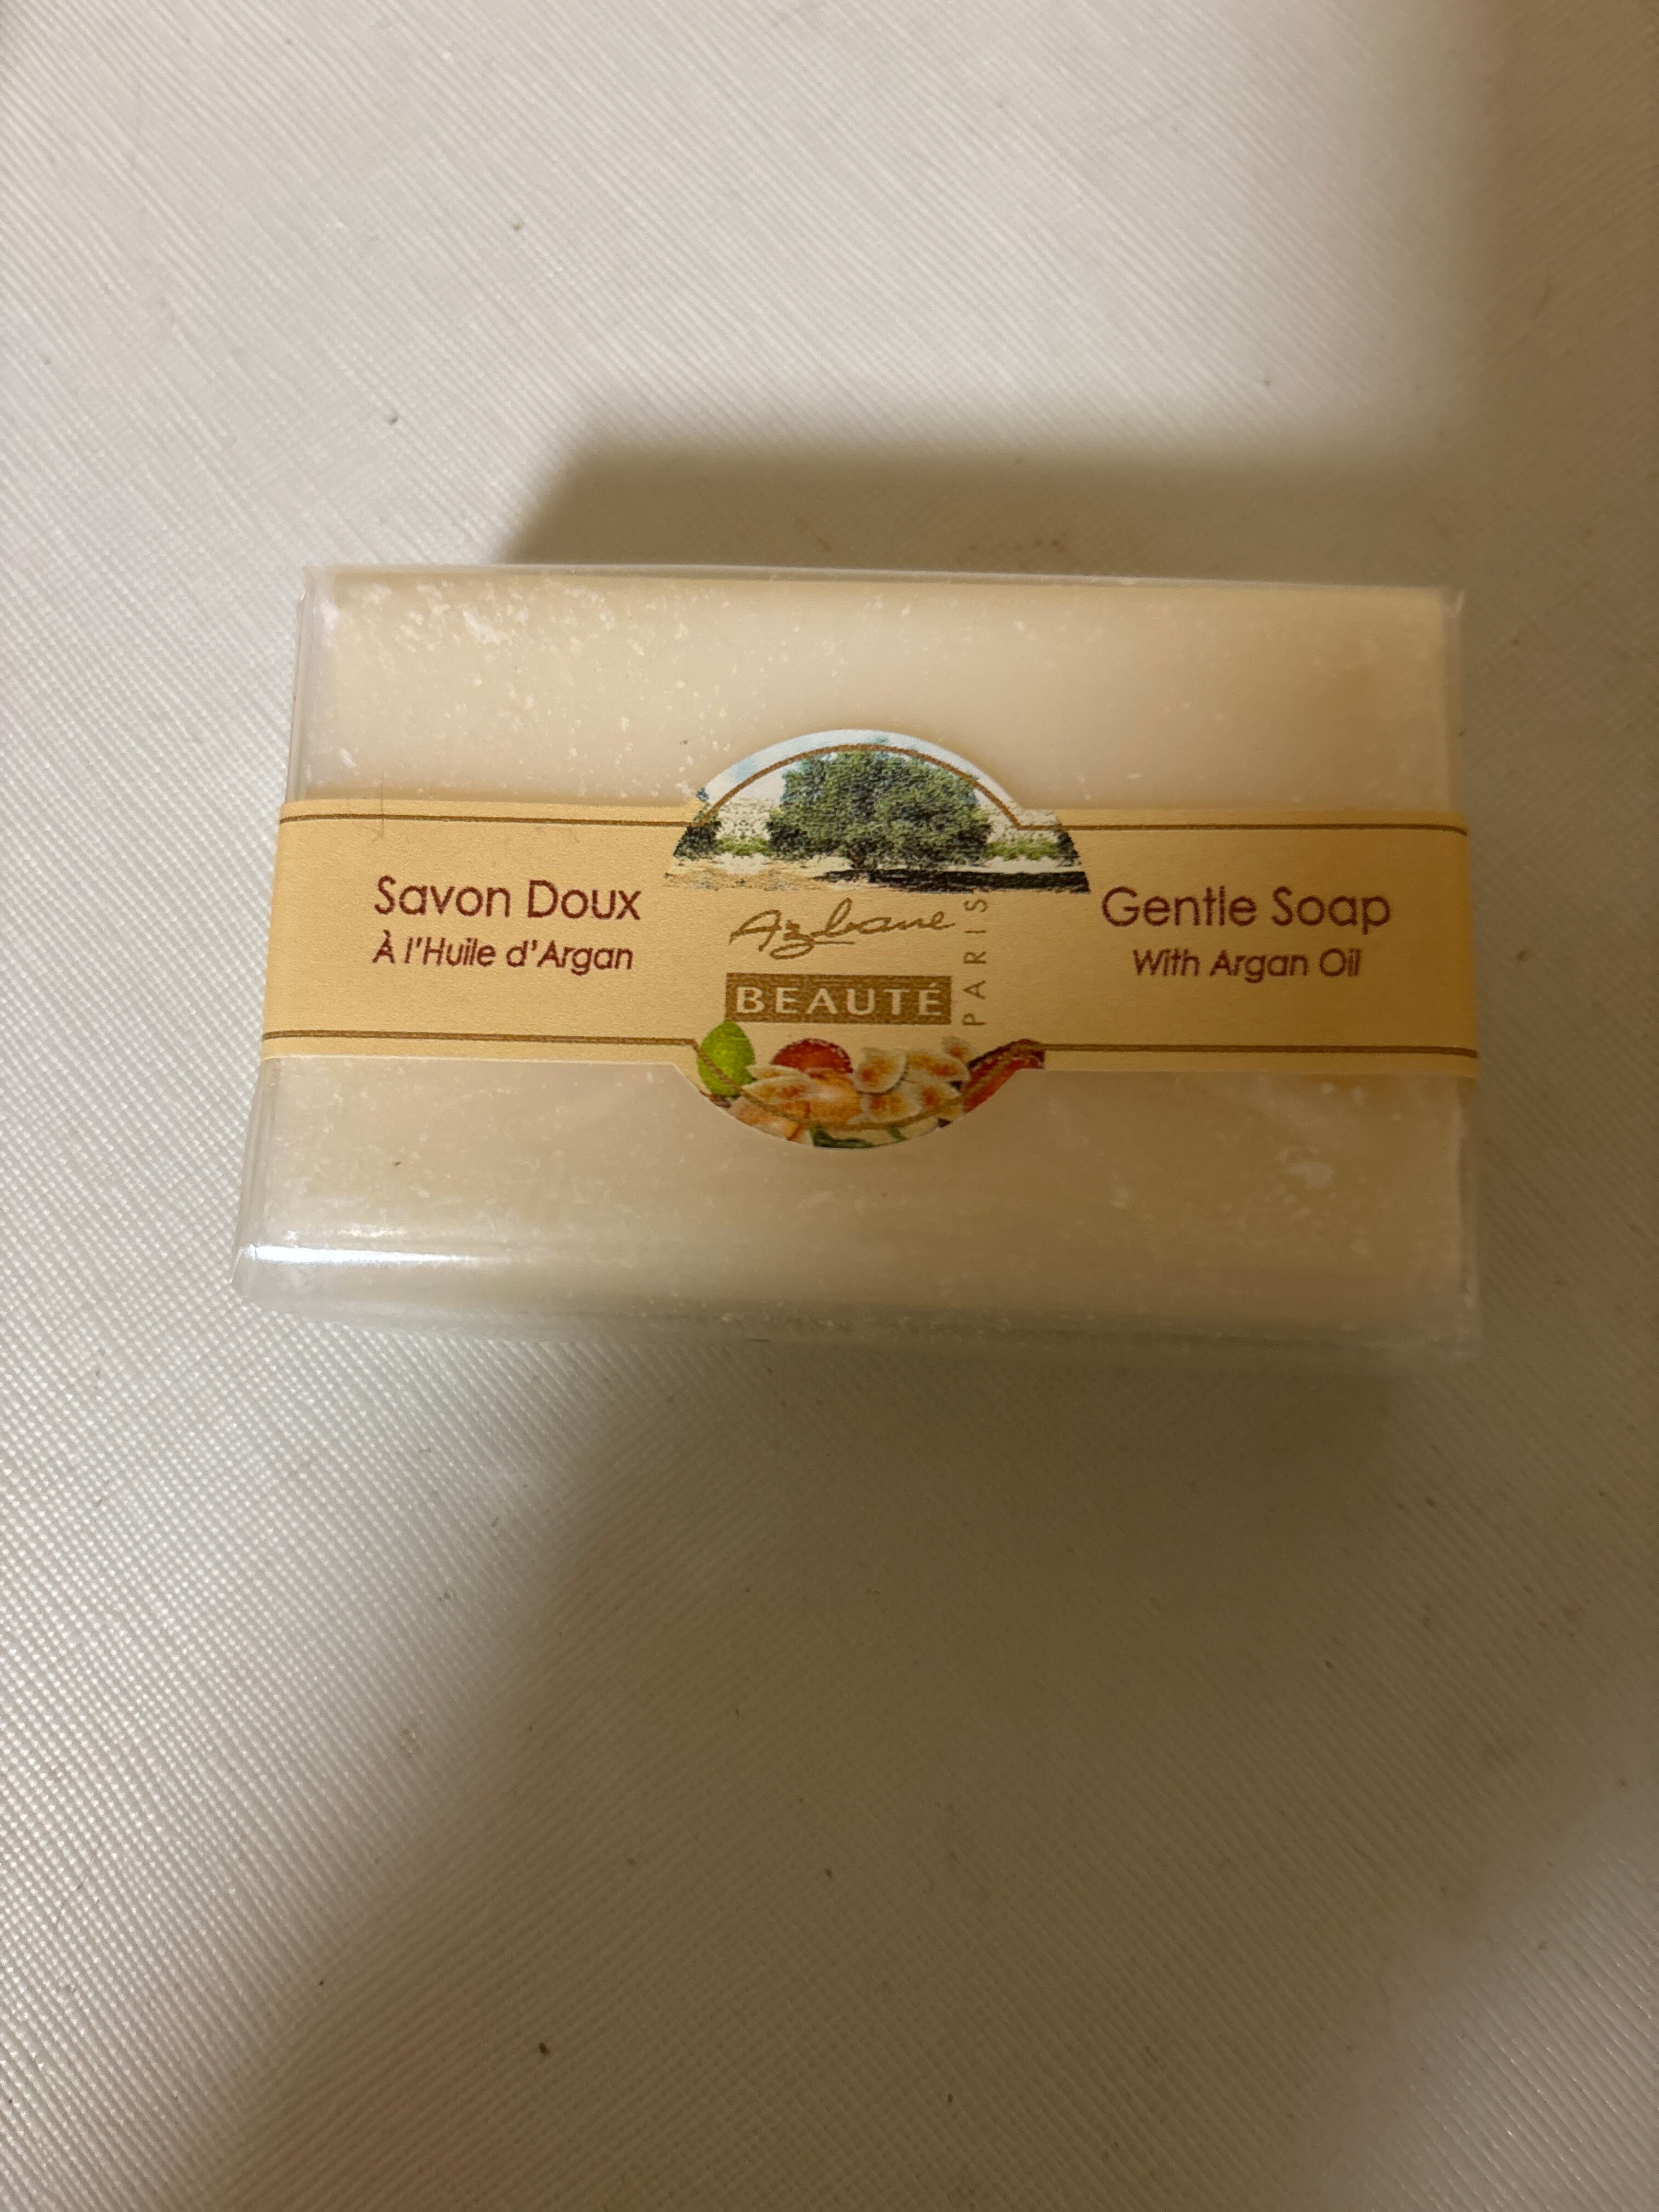 Savon Doux
À l'Huile d'Argan
Azbane
BEAUTÉ
PARIS
Gentle Soap
With Argan Oil